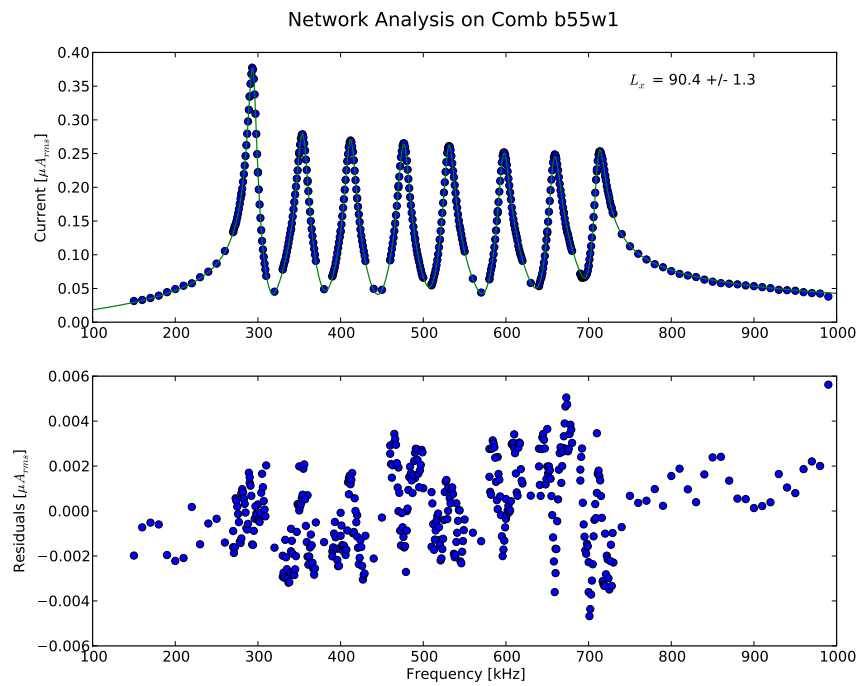 Network Analysis on Comb b55w1
0.40
0.35
0.30
0.25
0.20
0.15
0.10
0.05
0.00
Current [μA_rms]
L_x = 90.4 +/- 1.3
100 200 300 400 500 600 700 800 900 1000
0.006
0.004
0.002
0.000
−0.002
−0.004
−0.006
Residuals [μA_rms]
100 200 300 400 500 600 700 800 900 1000
Frequency [kHz]